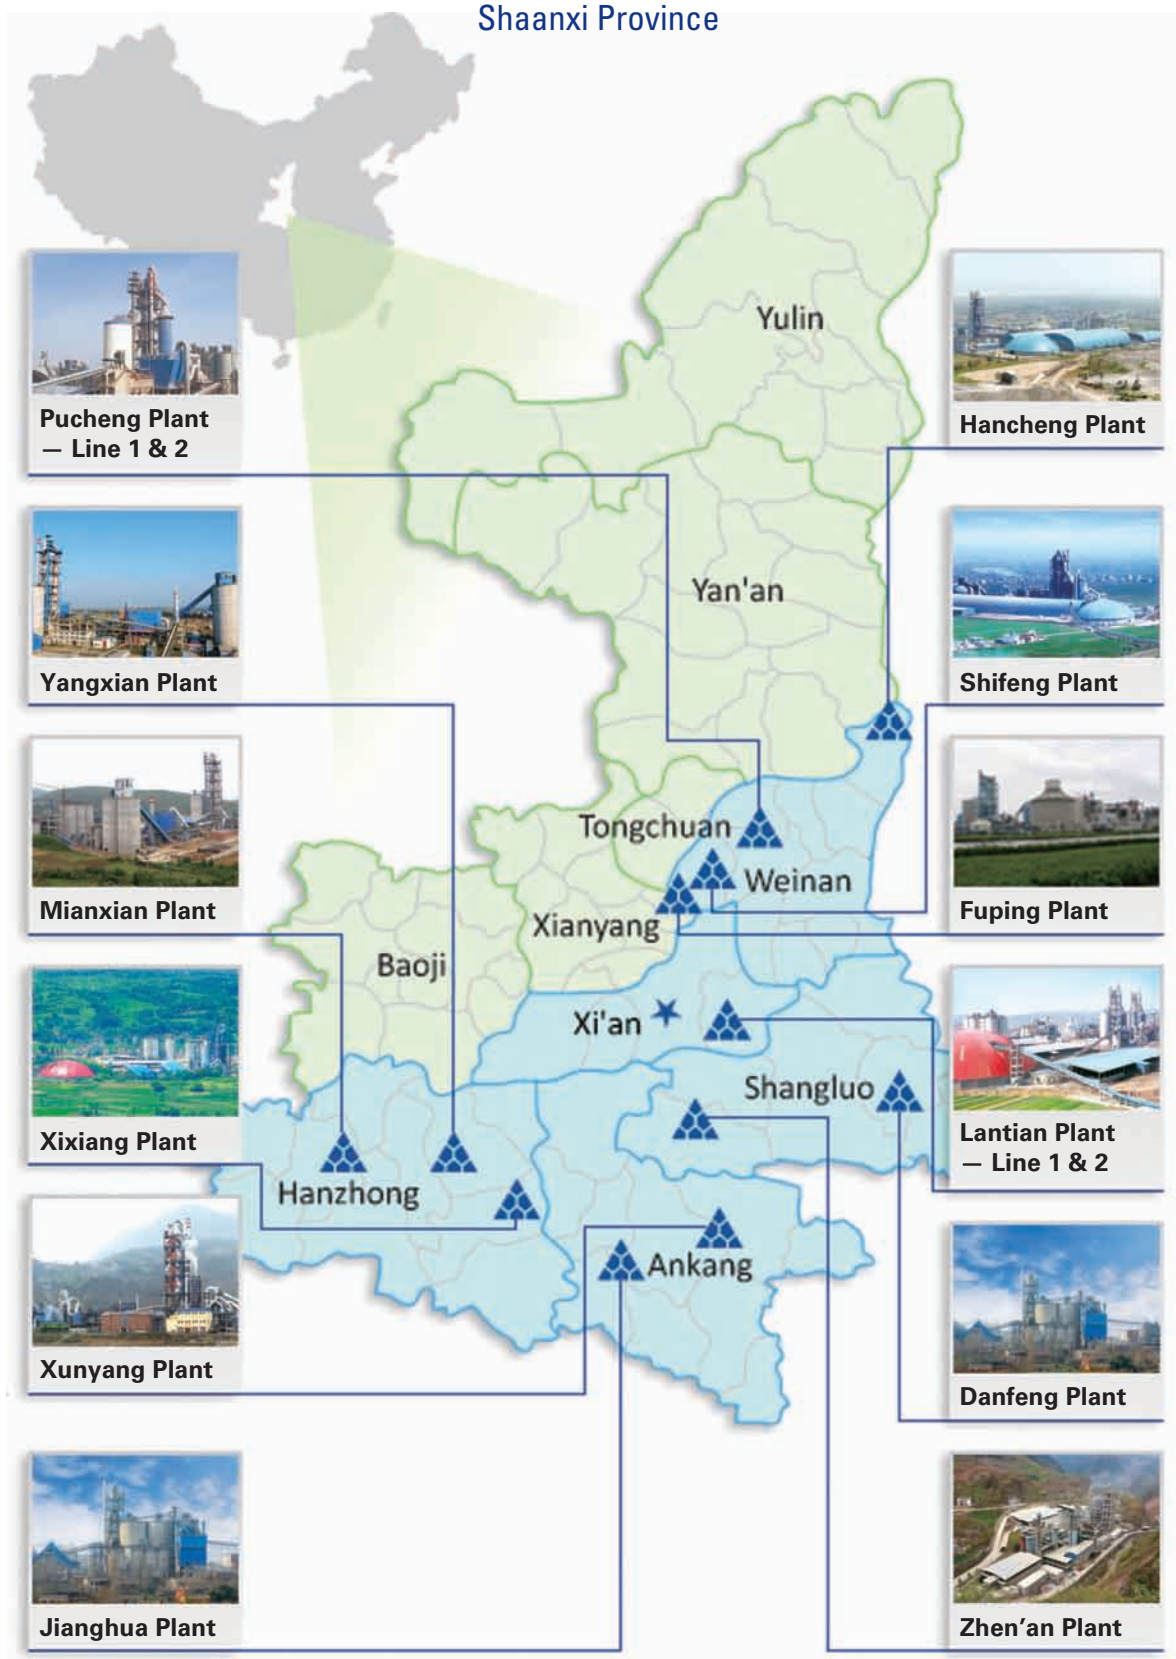 Shaanxi Province
Pucheng Plant
— Line 1 & 2
Yangxian Plant
Mianxian Plant
Xixiang Plant
Xunyang Plant
Jianghua Plant
Yulin
Yan'an
Tongchuan
Weinan
Xianyang
Baoji
Xi'an
Shangluo
Hanzhong
Ankang
Hancheng Plant
Shifeng Plant
Fuping Plant
Lantian Plant
— Line 1 & 2
Danfeng Plant
Zhen’an Plant